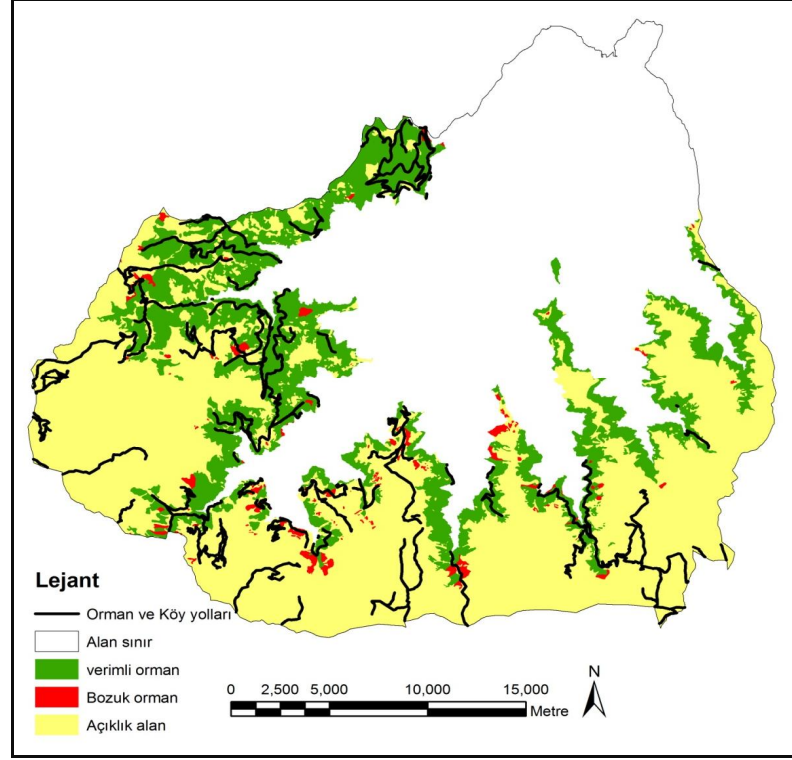 Lejant
Orman ve Köy yolları
Alan sınır
verimli orman
Bozuk orman
Açıklık alan
0 2,500 5,000 10,000 15,000
Metre
N